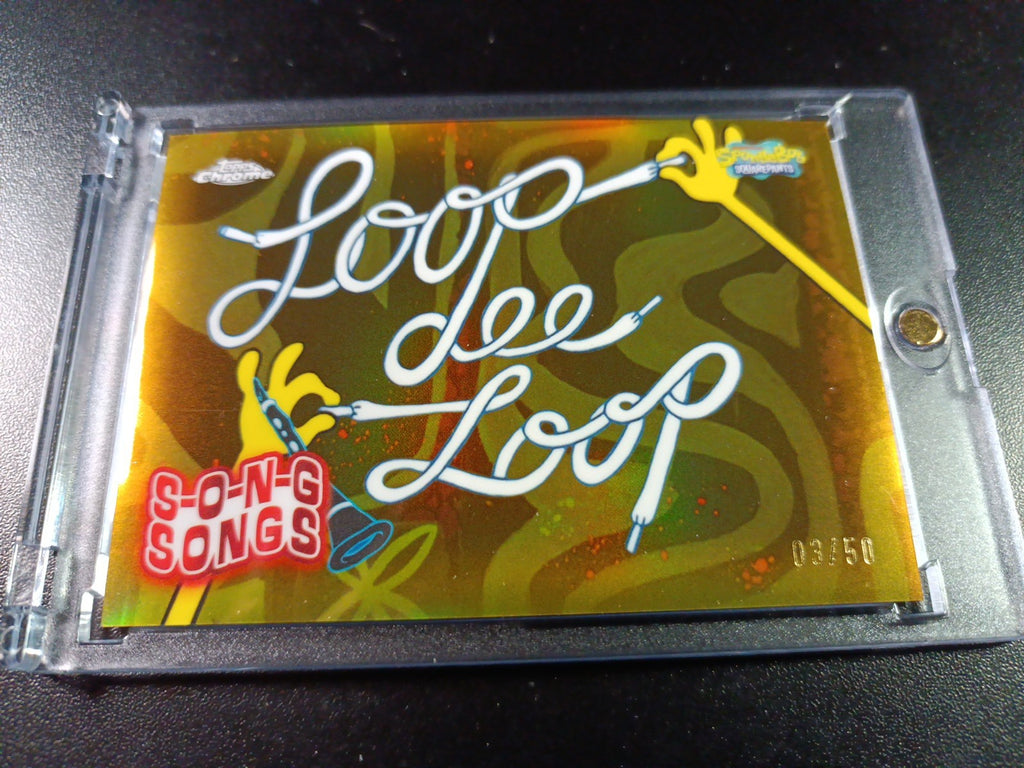 Topps
Chrome
SPONGEBOB
SQUAREPANTS
Loop
dee
Loop
S-O-N-G
SONGS
03/50